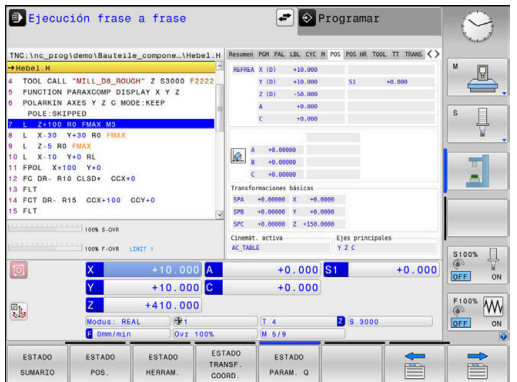 Ejecución frase a frase
Programar
TNC:\nc_prog\demo\Bauteile_compone…\Hebel.H
→Hebel.H
4 TOOL CALL "MILL_D8_ROUGH" Z S3000 F2222
5 FUNCTION PARAXCOMP DISPLAY X Y Z
6 POLARKIN AXES Y Z C MODE:KEEP
POLE:SKIPPED
7 L Z+100 R0 FMAX M3
8 L X-30 Y+30 R0 FMAX
9 L Z-5 R0 FMAX
10 L X-10 Y+0 RL
11 FPOL X+100 Y+0
12 FC DR- R10 CLSD+ CCX+0
13 FLT
14 FCT DR- R15 CCX+100 CCY+0
15 FLT
100% S-OVR
100% F-OVR LIMIT 1
Resumen PGM PAL LBL CYC M POS POS HR TOOL TT TRANS
REFREA X (D) +10.000
Y (D) +10.000 S1 +0.000
Z (D) -50.000
A +0.000
C +0.000
A +0.00000
B +0.00000
C +0.00000
Transformaciones básicas
SPA +0.00000 X +0.0000
SPB +0.00000 Y +0.0000
SPC +0.00000 Z +150.0000
Cinemát. activa Ejes principales
AC_TABLE Y Z C
X +10.000 A +0.000 S1 +0.000
Y +10.000 C +0.000
Z +410.000
Modus: REAL 1 T 4 Z S 3000
F 0mm/min Ovr 100% M 5/9
M
S
S100%
OFF ON
F100%
OFF ON
ESTADO SUMARIO
ESTADO POS.
ESTADO HERRAM.
ESTADO TRANSF. COORD.
ESTADO PARAM. Q